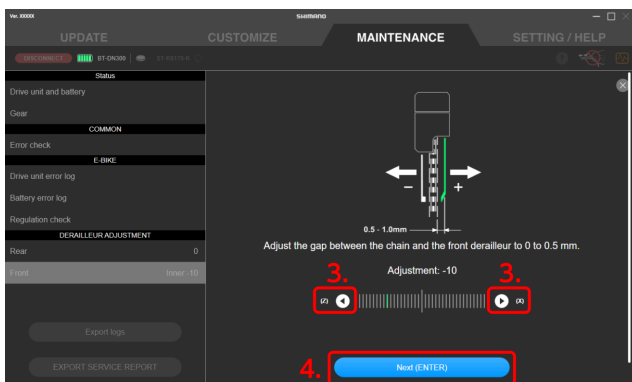 Ver. XXXXX
SHIMANO
UPDATE
CUSTOMIZE
MAINTENANCE
SETTING / HELP
DISCONNECT
BT-DN300
ST-R8170-R
Status
Drive unit and battery
Gear
COMMON
Error check
E-BIKE
Drive unit error log
Battery error log
Regulation check
DERAILLEUR ADJUSTMENT
Rear 0
Front Inner -10
Export logs
EXPORT SERVICE REPORT
- +
0.5 - 1.0mm
Adjust the gap between the chain and the front derailleur to 0 to 0.5 mm.
Adjustment: -10
3. 3.
(Z) (X)
4. Next (ENTER)